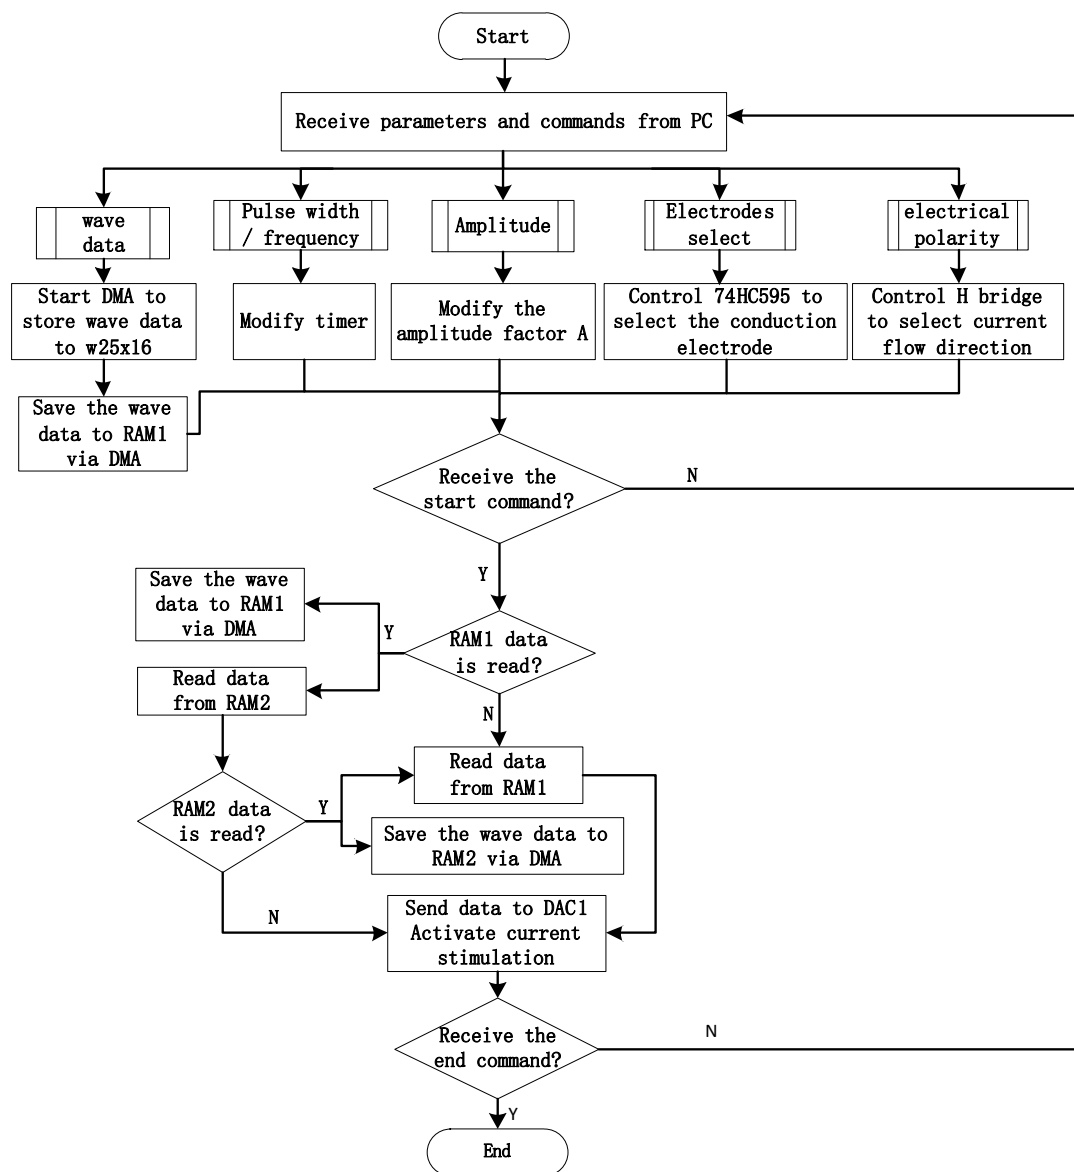 Start
Receive parameters and commands from PC
wave
data
Pulse width
/ frequency
Amplitude
Electrodes
select
electrical
polarity
Start DMA to
store wave data
to w25x16
Modify timer
Modify the
amplitude factor A
Control 74HC595 to
select the conduction
electrode
Control H bridge
to select current
flow direction
Save the wave
data to RAM1
via DMA
Receive the
start command?
N
Y
Save the wave
data to RAM1
via DMA
Y
RAM1 data
is read?
Read data
from RAM2
N
Read data
from RAM1
RAM2 data
is read?
Y
Save the wave data to
RAM2 via DMA
N
Send data to DAC1
Activate current
stimulation
Receive the
end command?
N
Y
End